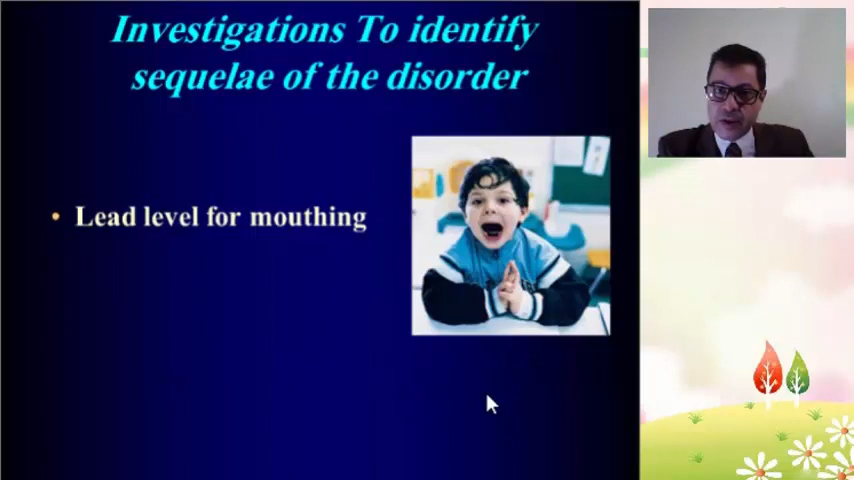 Investigations To identify
sequelae of the disorder
• Lead level for mouthing